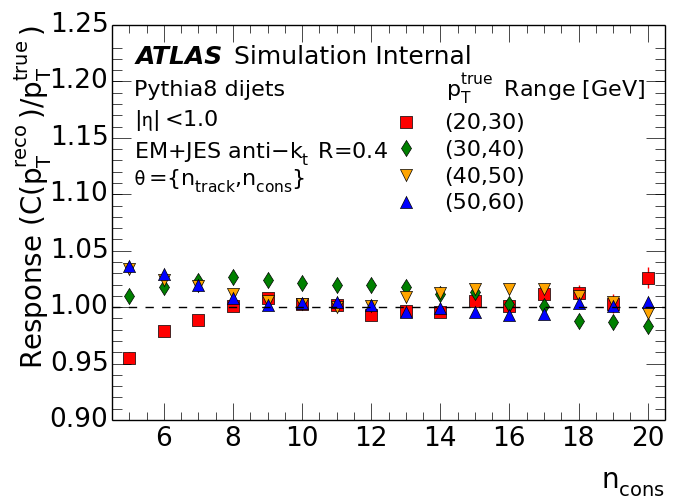 ATLAS Simulation Internal
Pythia8 dijets
|η| <1.0
EM+JES anti−k_t R=0.4
θ={n_track,n_cons}
p_T^true Range [GeV]
(20,30)
(30,40)
(40,50)
(50,60)
Response (C(p_T^reco)/p_T^true)
1.25
1.20
1.15
1.10
1.05
1.00
0.95
0.90
6 8 10 12 14 16 18 20
n_cons